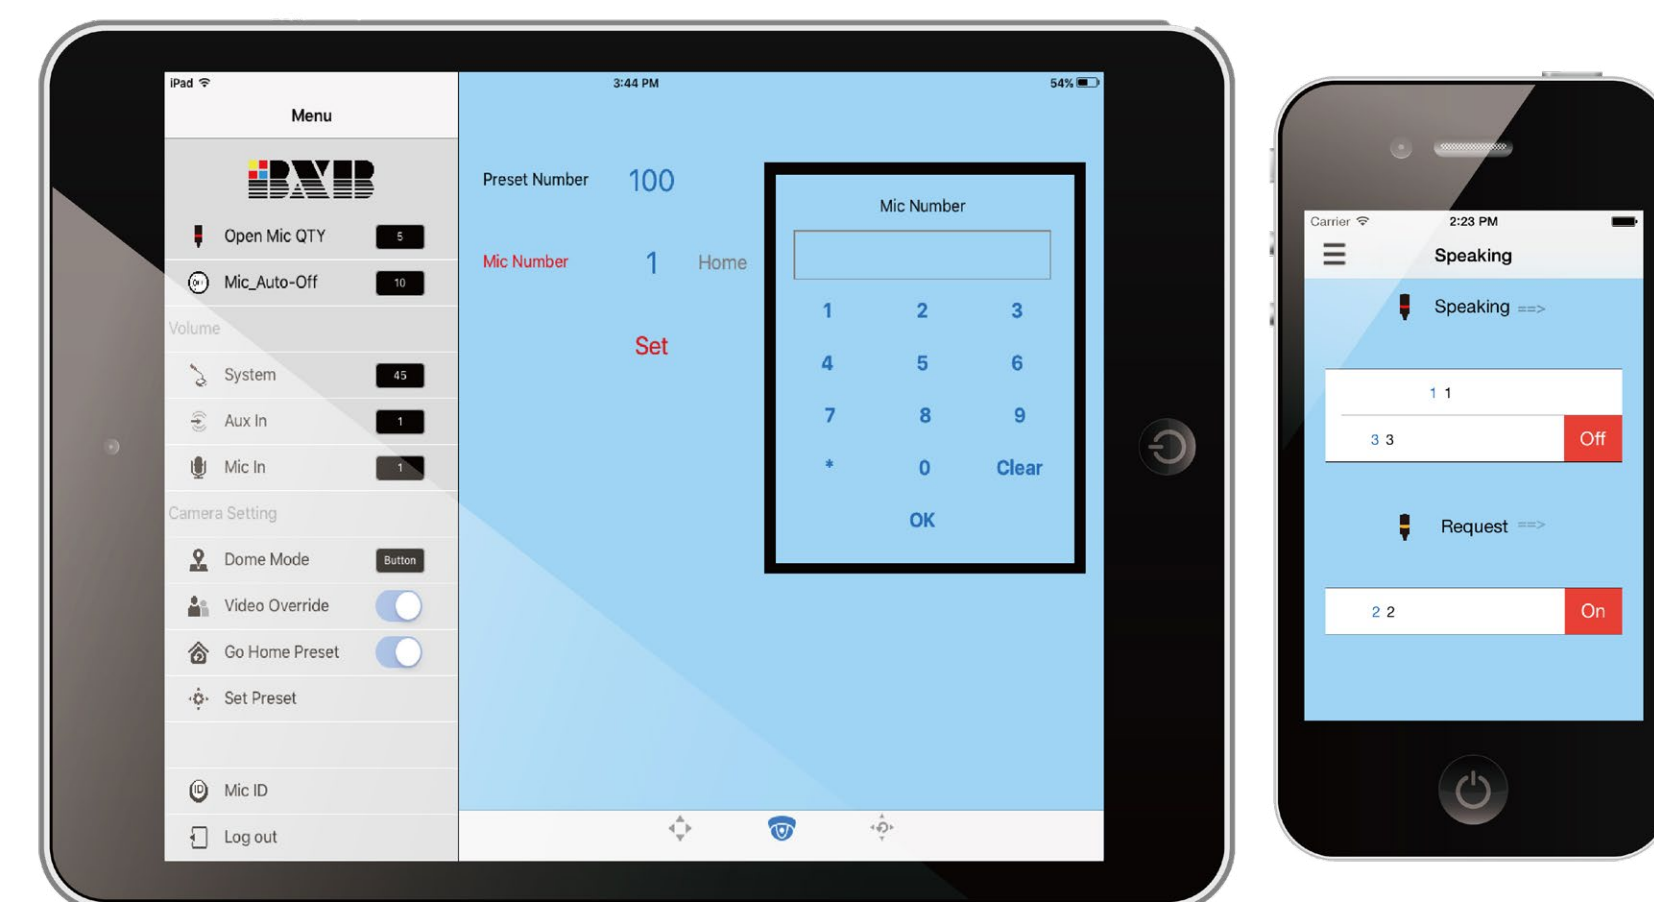 iPad
3:44 PM
54%
Menu
BXB
Open Mic QTY 5
Mic_Auto-Off 10
Volume
System 45
Aux In 1
Mic In 1
Camera Setting
Dome Mode Button
Video Override
Go Home Preset
Set Preset
Mic ID
Log out
Preset Number 100
Mic Number 1 Home
Set
Mic Number
1 2 3
4 5 6
7 8 9
* 0 Clear
OK
Carrier 2:23 PM
Speaking
Speaking ==>
1 1
3 3 Off
Request ==>
2 2 On